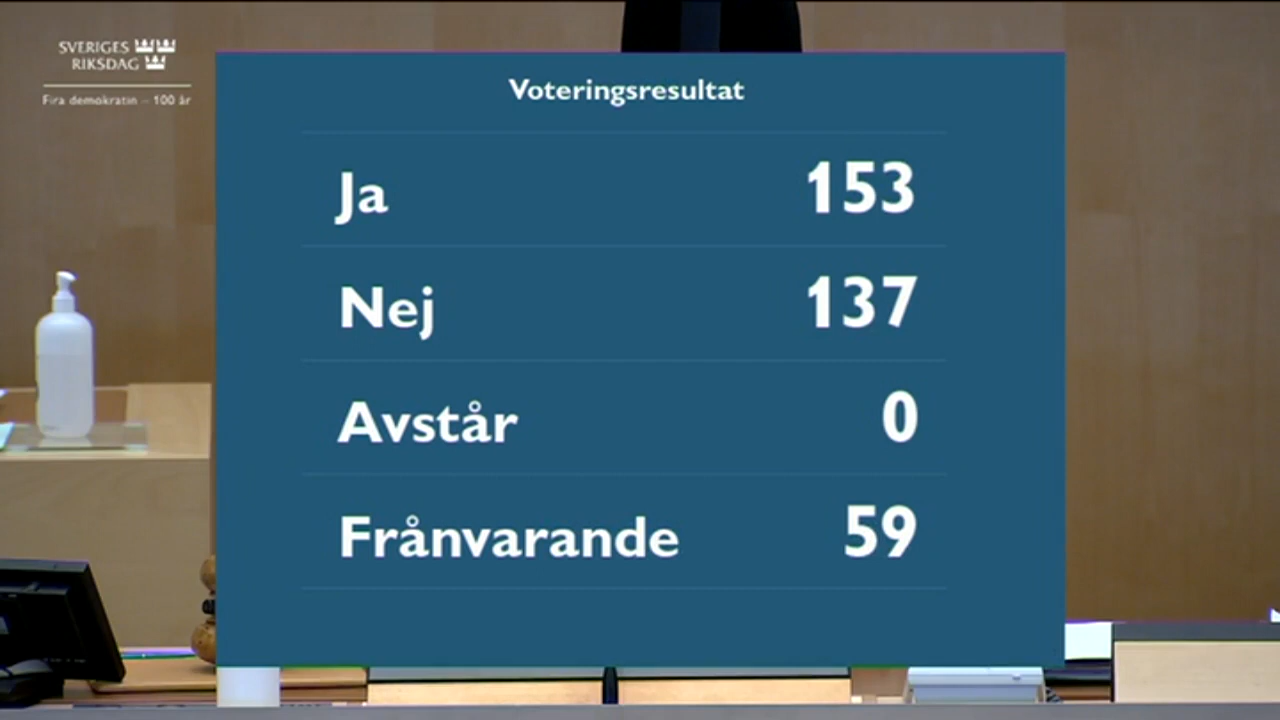 SVERIGES
RIKSDAG
Fira demokratin – 100 år
Voteringsresultat
Ja 153
Nej 137
Avstår 0
Frånvarande 59